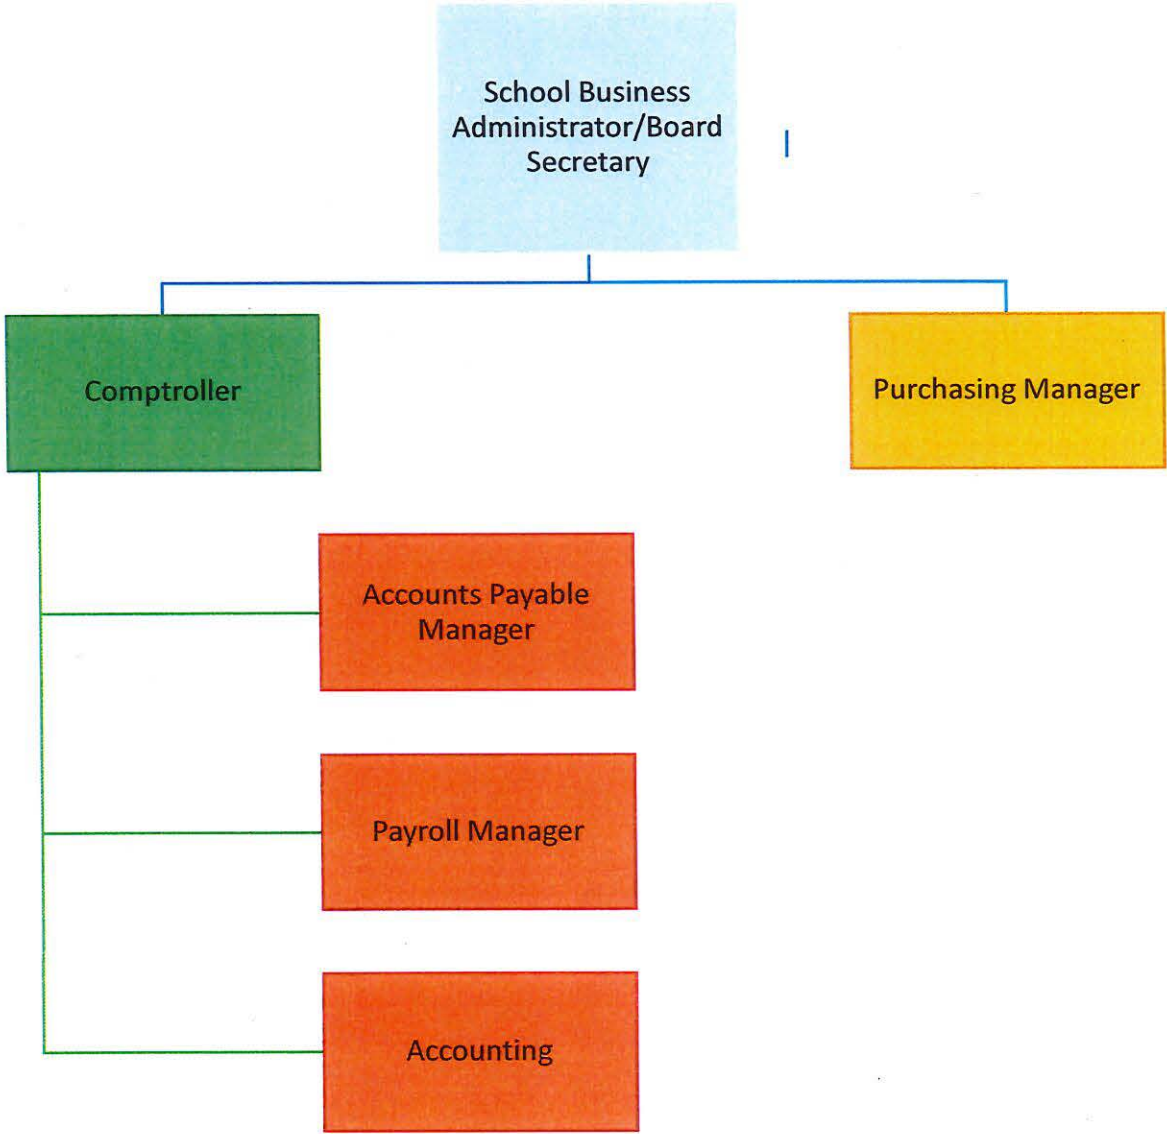 School Business
Administrator/Board
Secretary
Comptroller
Purchasing Manager
Accounts Payable
Manager
Payroll Manager
Accounting